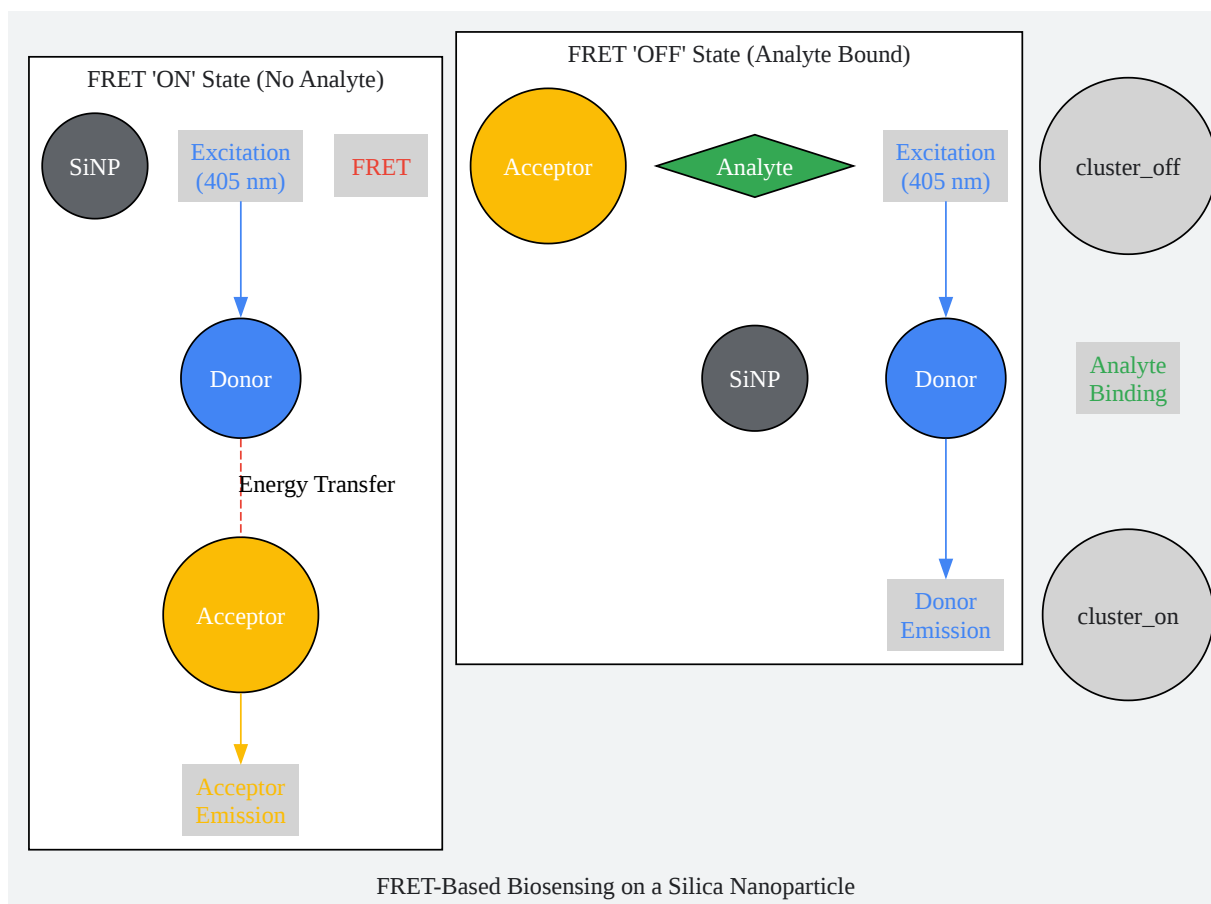 FRET 'ON' State (No Analyte)
SiNP
Excitation
(405 nm)
FRET
Donor
Energy Transfer
Acceptor
Acceptor
Emission
FRET 'OFF' State (Analyte Bound)
Acceptor
Analyte
Excitation
(405 nm)
SiNP
Donor
Donor
Emission
cluster_off
Analyte
Binding
cluster_on
FRET-Based Biosensing on a Silica Nanoparticle